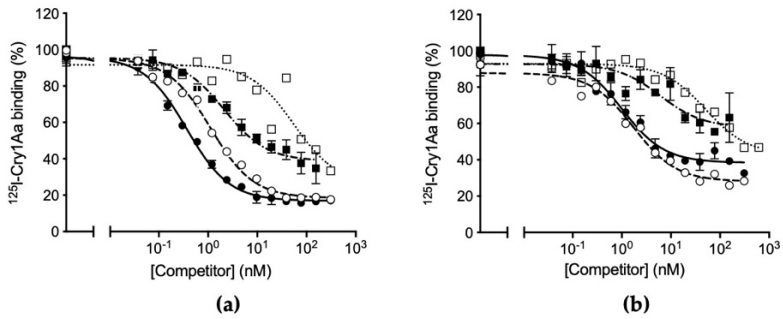 120
100
80
60
40
20
0
¹²⁵I-Cry1Aa binding (%)
10⁻¹ 10⁰ 10¹ 10² 10³
[Competitor] (nM)
(a)
120
100
80
60
40
20
0
¹²⁵I-Cry1Aa binding (%)
10⁻¹ 10⁰ 10¹ 10² 10³
[Competitor] (nM)
(b)